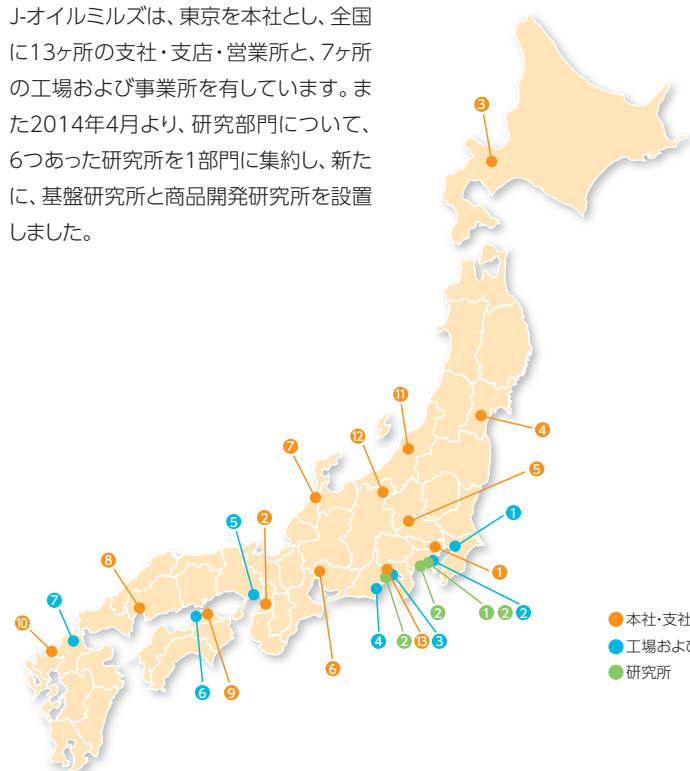 J-オイルミルズは、東京を本社とし、全国
に13ヶ所の支社・支店・営業所と、7ヶ所
の工場および事業所を有しています。ま
た2014年4月より、研究部門について、
6つあった研究所を1部門に集約し、新た
に、基盤研究所と商品開発研究所を設置
しました。
3
11
4
12
7
5
5
2
1
8
7
1
10
2
1 2 2
4
2
13
3
6
9
6
本社・支社
工場およ
研究所